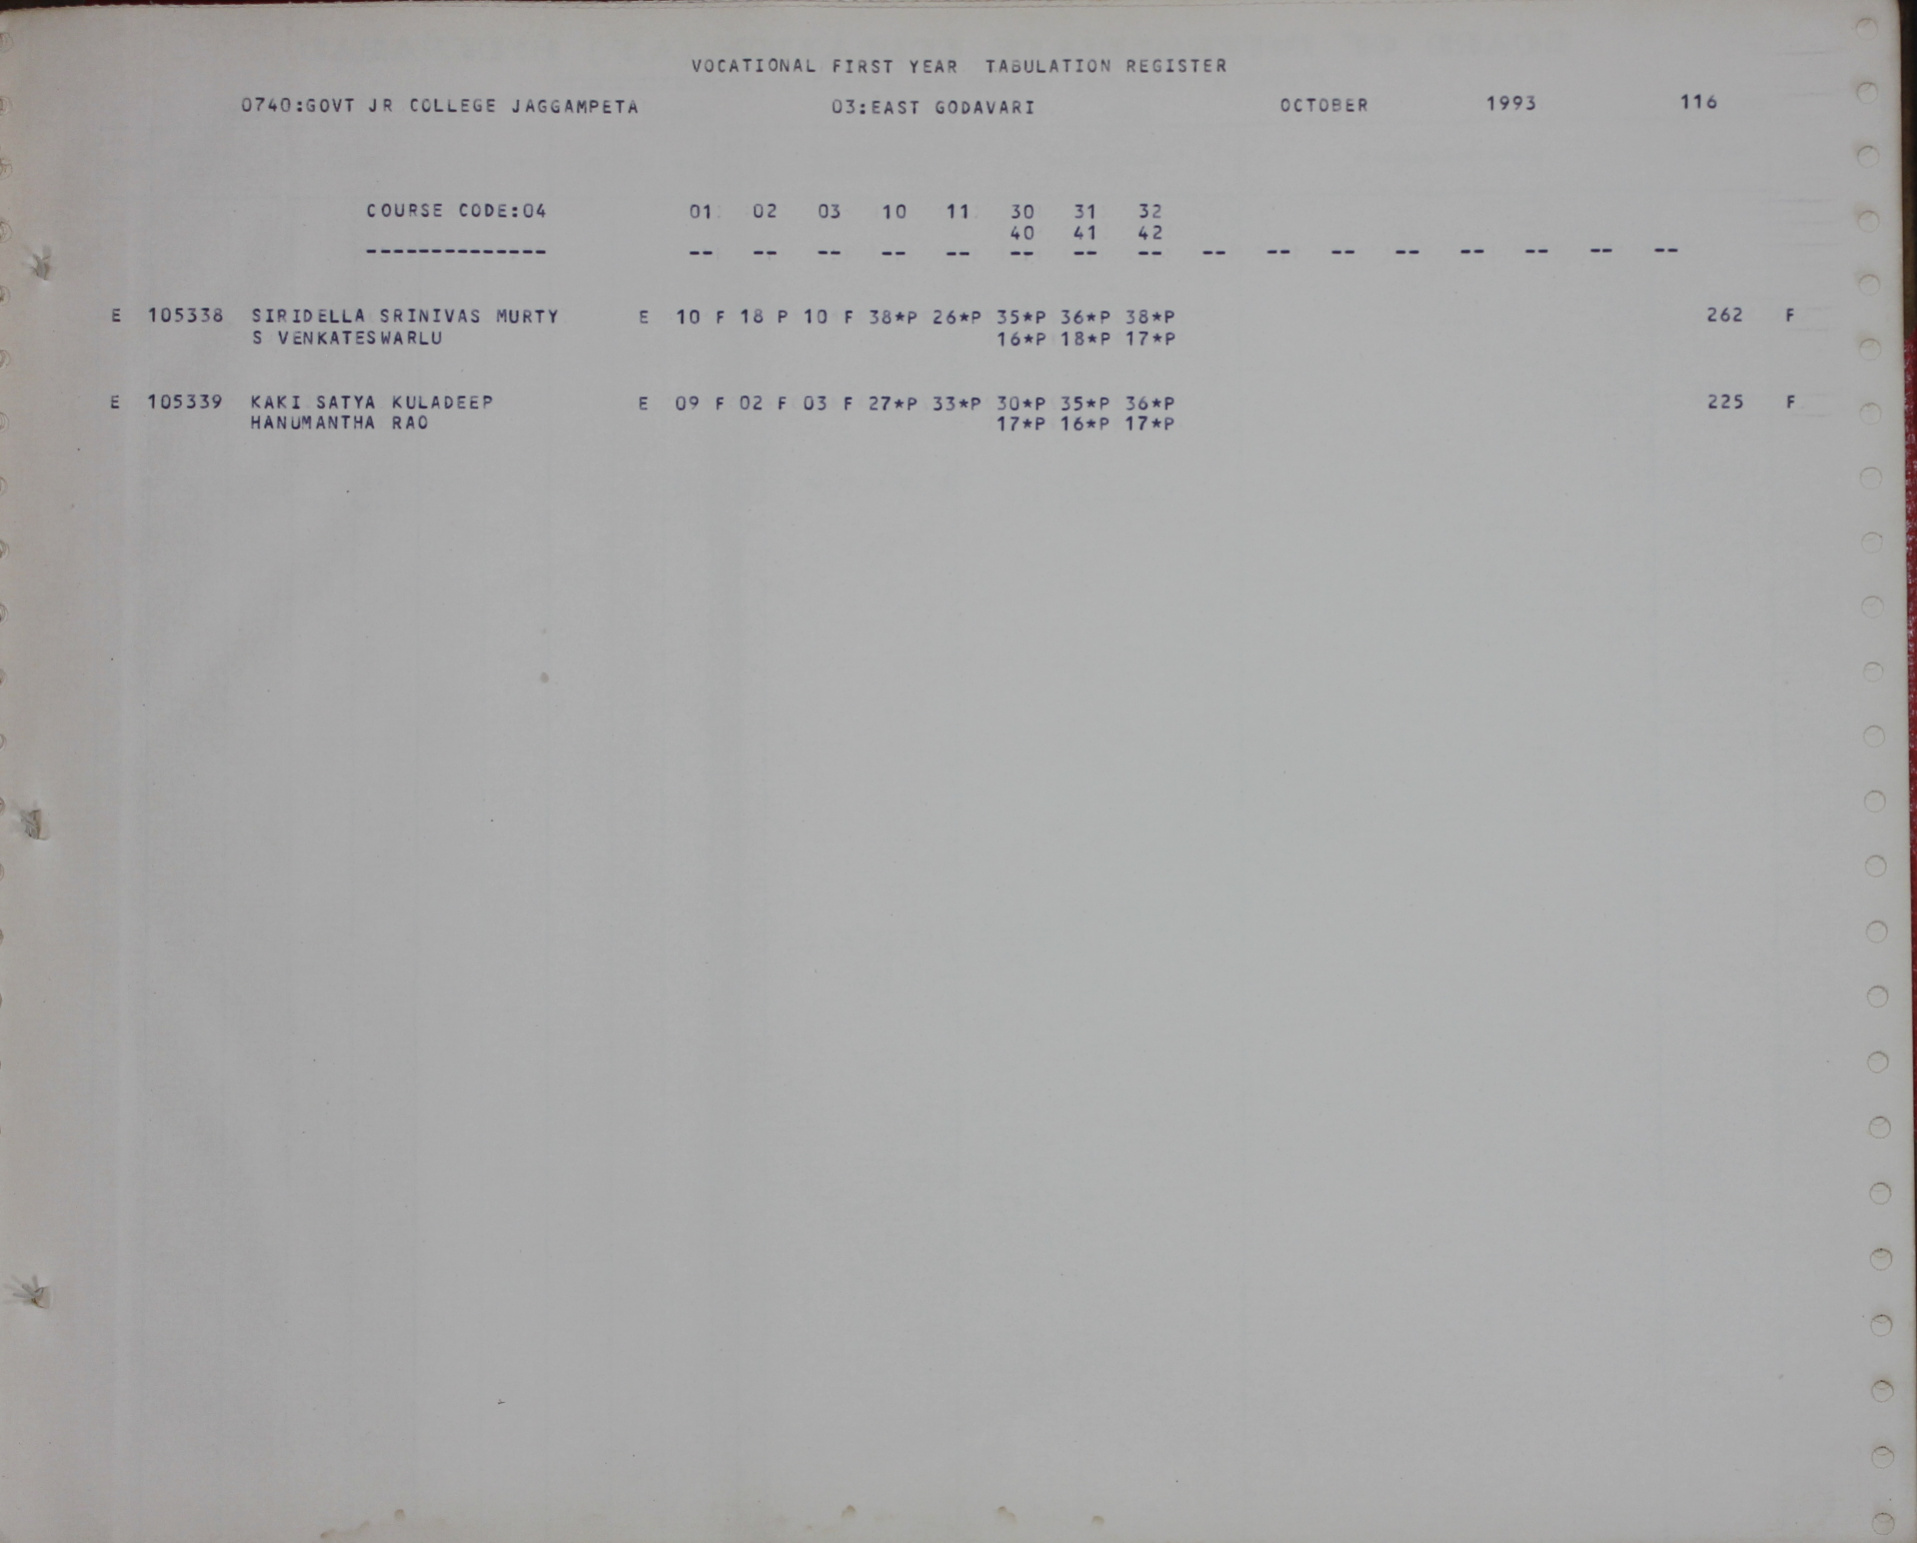 VOCATIONAL FIRST YEAR TABULATION REGISTER
0740:GOVT JR COLLEGE JAGGAMPETA 03:EAST GODAVARI OCTOBER 1993 116
COURSE CODE:04 01 02 03 10 11 30 31 32
40 41 42
-------------- -- -- -- -- -- -- -- -- -- -- -- -- -- -- -- --
E 105338 SIRIDELLA SRINIVAS MURTY E 10 F 18 P 10 F 38*P 26*P 35*P 36*P 38*P 262 F
S VENKATESWARLU 16*P 18*P 17*P
E 105339 KAKI SATYA KULADEEP E 09 F 02 F 03 F 27*P 33*P 30*P 35*P 36*P 225 F
HANUMANTHA RAO 17*P 16*P 17*P